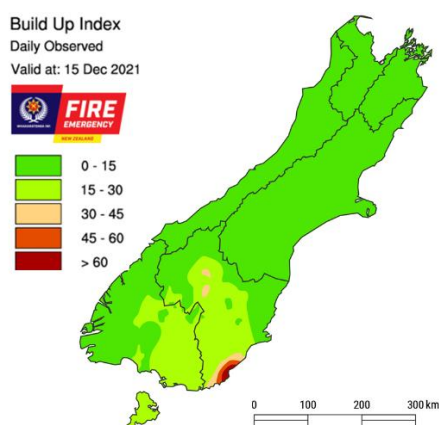 Build Up Index
Daily Observed
Valid at: 15 Dec 2021
FIRE
EMERGENCY
NEW ZEALAND
0 - 15
15 - 30
30 - 45
45 - 60
> 60
0 100 200 300 km